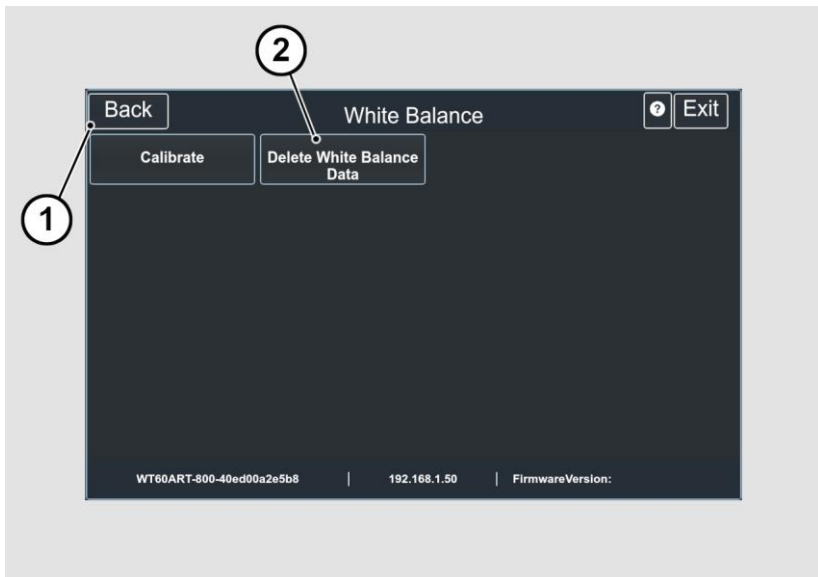 2
Back
White Balance
?
Exit
Calibrate
Delete White Balance
Data
1
WT60ART-800-40ed00a2e5b8 | 192.168.1.50 | FirmwareVersion: